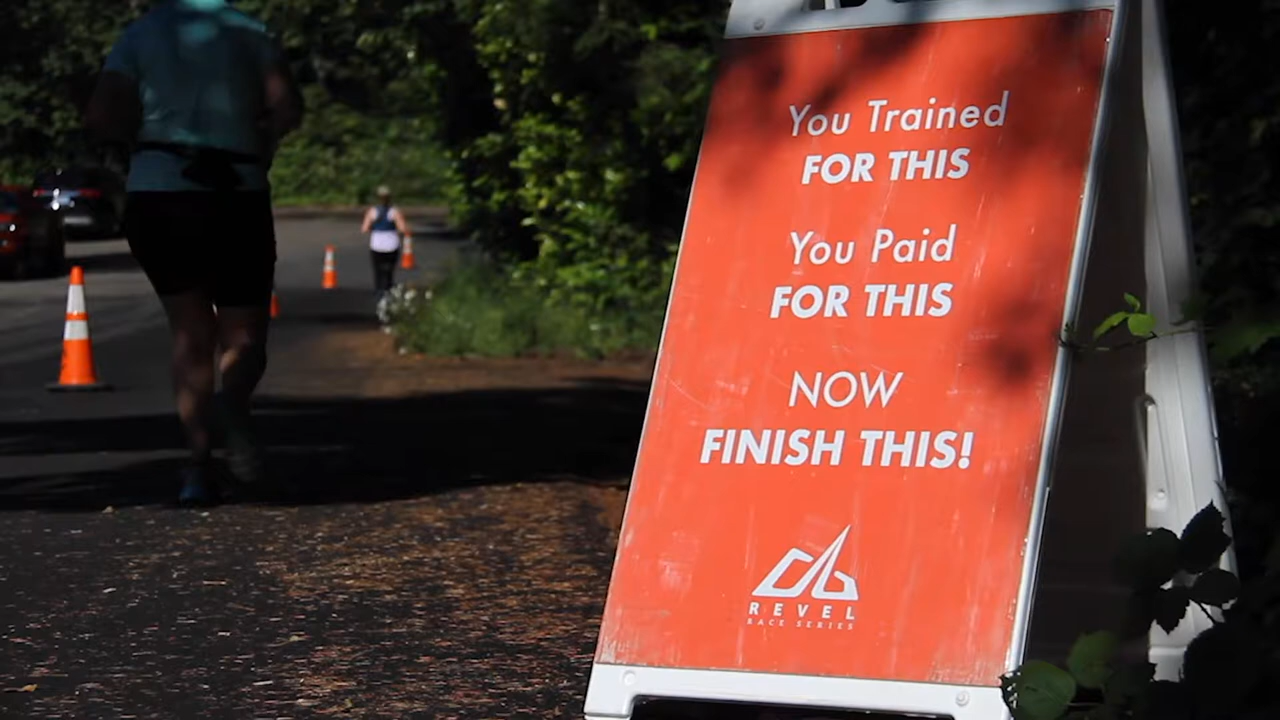 You Trained
FOR THIS
You Paid
FOR THIS
NOW
FINISH THIS!
REVEL
RACE SERIES